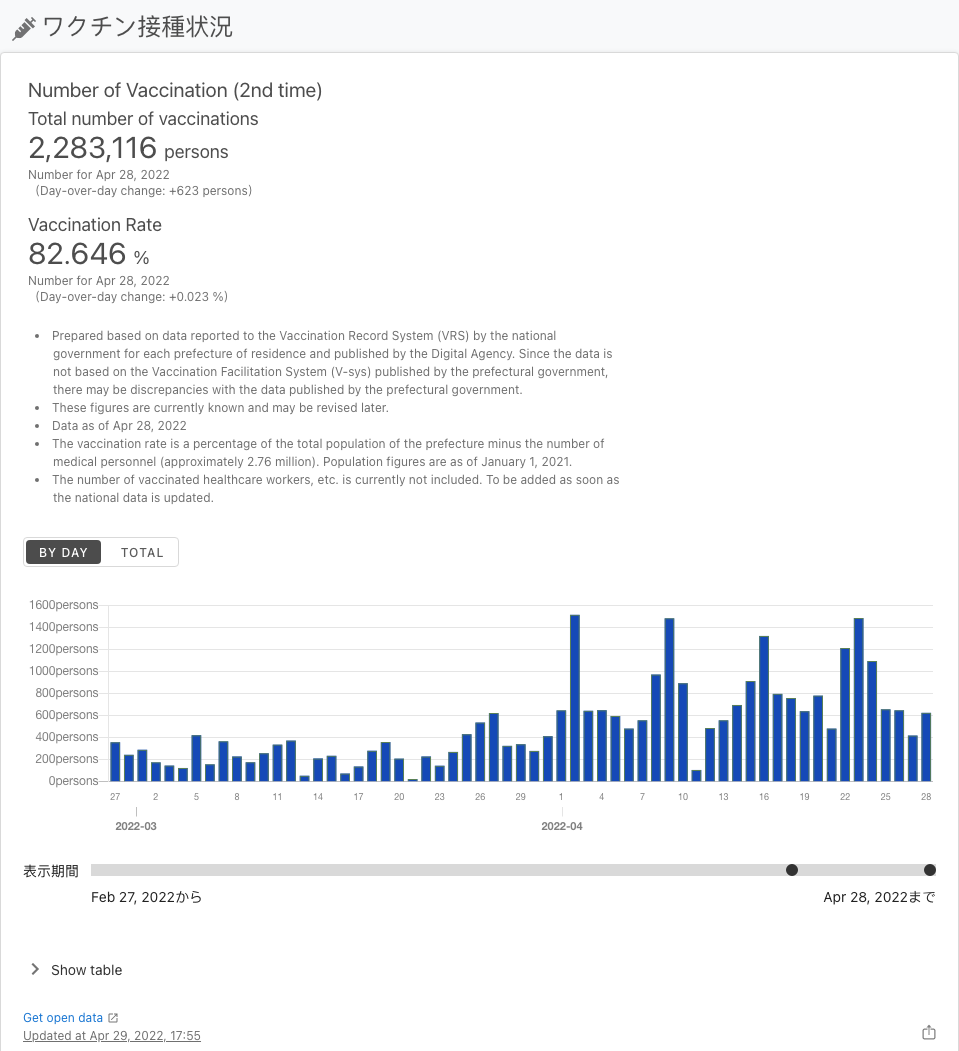 ワクチン接種状況
Number of Vaccination (2nd time)
Total number of vaccinations
2,283,116 persons
Number for Apr 28, 2022
(Day-over-day change: +623 persons)
Vaccination Rate
82.646 %
Number for Apr 28, 2022
(Day-over-day change: +0.023 %)
• Prepared based on data reported to the Vaccination Record System (VRS) by the national
government for each prefecture of residence and published by the Digital Agency. Since the data is
not based on the Vaccination Facilitation System (V-sys) published by the prefectural government,
there may be discrepancies with the data published by the prefectural government.
• These figures are currently known and may be revised later.
• Data as of Apr 28, 2022
• The vaccination rate is a percentage of the total population of the prefecture minus the number of
medical personnel (approximately 2.76 million). Population figures are as of January 1, 2021.
• The number of vaccinated healthcare workers, etc. is currently not included. To be added as soon as
the national data is updated.
BY DAY TOTAL
1600persons
1400persons
1200persons
1000persons
800persons
600persons
400persons
200persons
0persons
27 2 5 8 11 14 17 20 23 26 29 1 4 7 10 13 16 19 22 25 28
2022-03 2022-04
表示期間
Feb 27, 2022から Apr 28, 2022まで
Show table
Get open data
Updated at Apr 29, 2022, 17:55